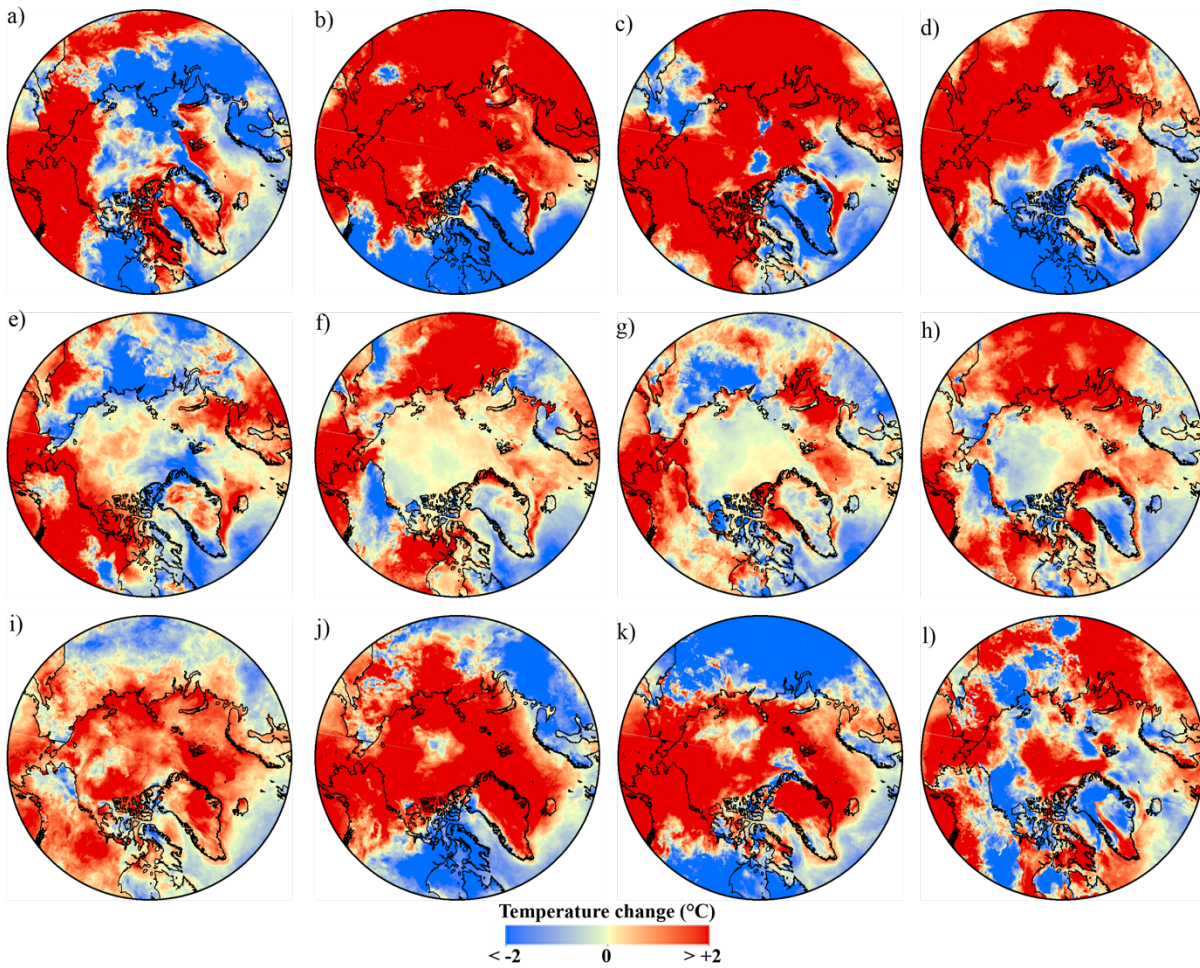 a) b) c) d)
e) f) g) h)
i) j) k) l)
Temperature change (°C)
< -2 0 > +2